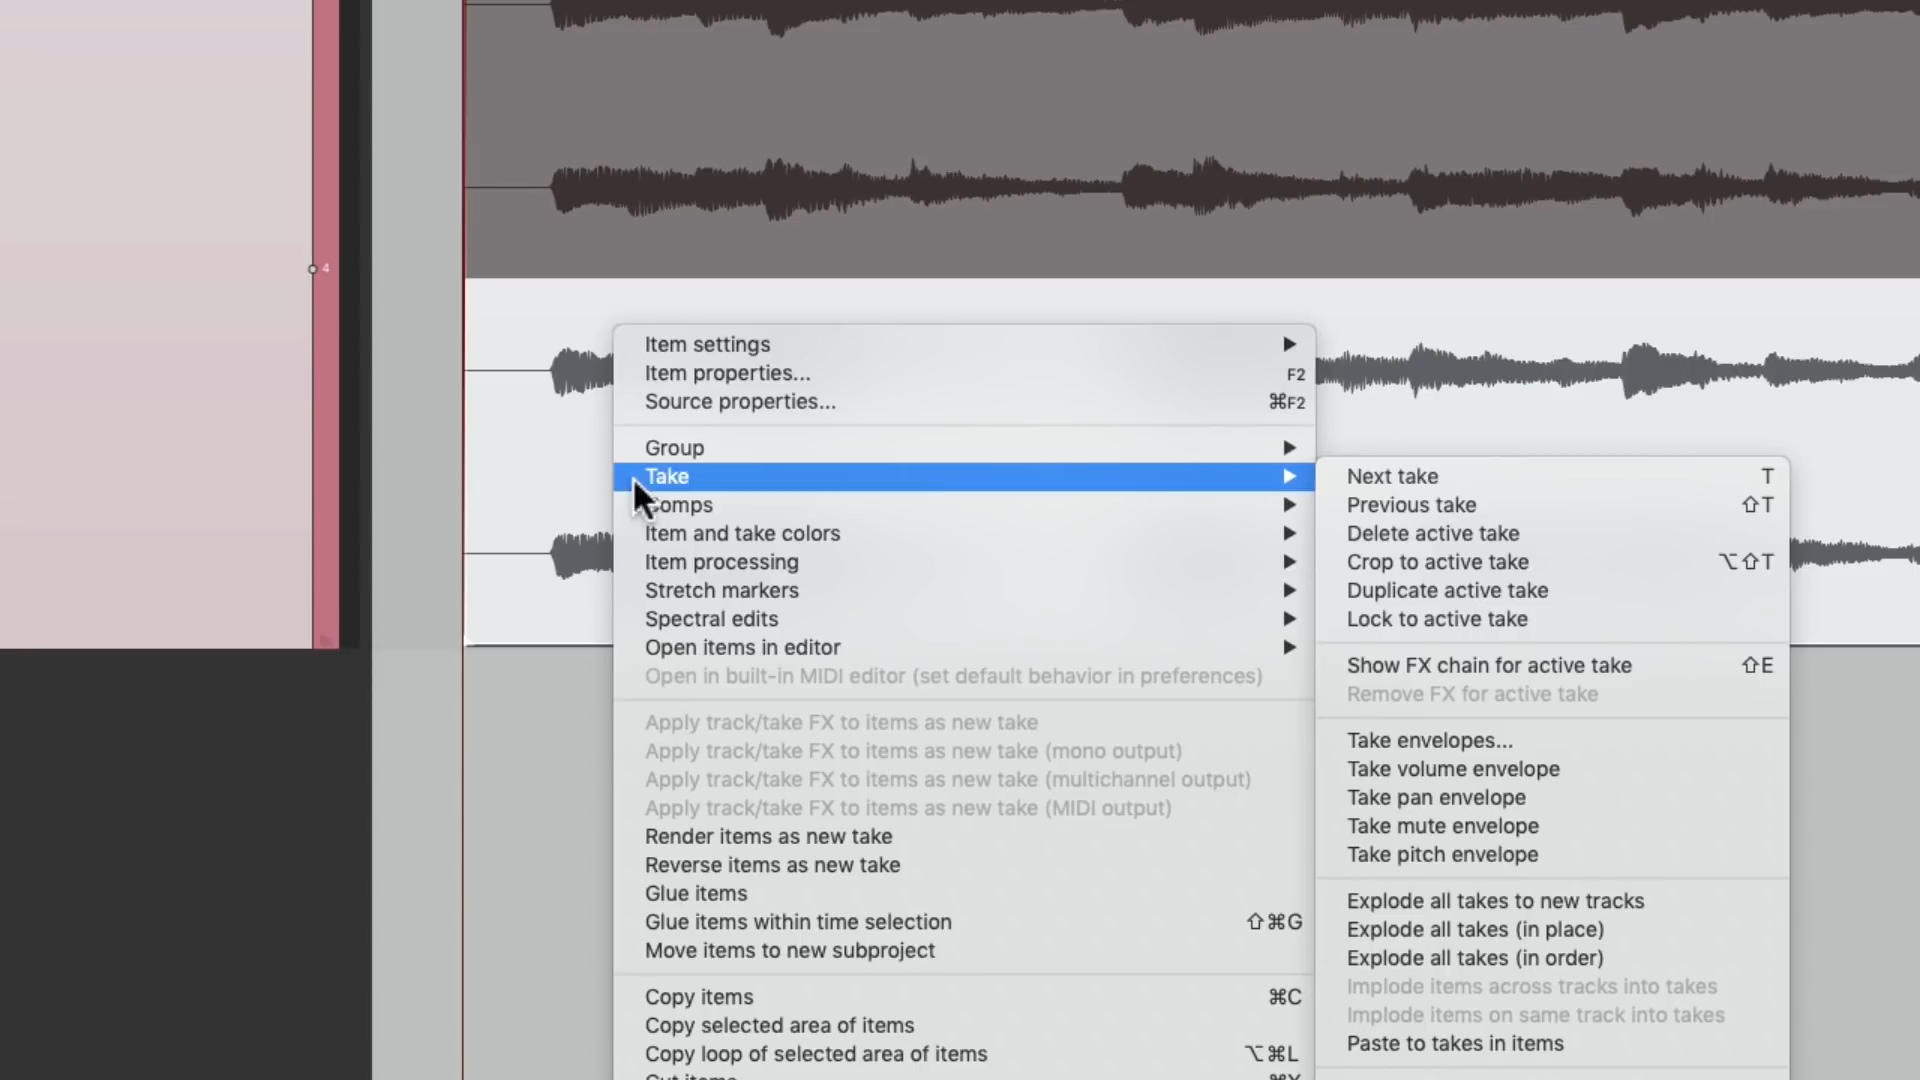 4
Item settings
Item properties...
F2
Source properties...
⌘F2
Group
Take
Comps
Item and take colors
Item processing
Stretch markers
Spectral edits
Open items in editor
Open in built-in MIDI editor (set default behavior in preferences)
Apply track/take FX to items as new take
Apply track/take FX to items as new take (mono output)
Apply track/take FX to items as new take (multichannel output)
Apply track/take FX to items as new take (MIDI output)
Render items as new take
Reverse items as new take
Glue items
Glue items within time selection
⇧⌘G
Move items to new subproject
Copy items
⌘C
Copy selected area of items
Copy loop of selected area of items
⌥⌘L
Cut items
⌘X
Next take
T
Previous take
⇧T
Delete active take
Crop to active take
⌥⇧T
Duplicate active take
Lock to active take
Show FX chain for active take
⇧E
Remove FX for active take
Take envelopes...
Take volume envelope
Take pan envelope
Take mute envelope
Take pitch envelope
Explode all takes to new tracks
Explode all takes (in place)
Explode all takes (in order)
Implode items across tracks into takes
Implode items on same track into takes
Paste to takes in items